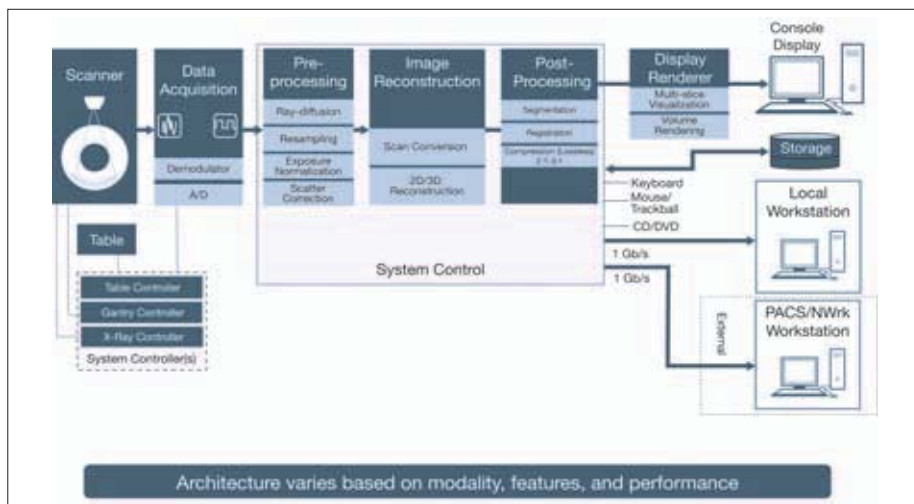 Scanner
Data
Acquisition
Demodulator
A/D
Pre-
processing
Ray-diffusion
Resampling
Exposure
Normalization
Scatter
Correction
Image
Reconstruction
Scan Conversion
2D/3D
Reconstruction
Post-
Processing
Segmentation
Registration
Compression (Lossless)
Display
Renderer
Multi-slice
Visualization
Volume
Rendering
Console
Display
Storage
Keyboard
Mouse/
Trackball
CD/DVD
Local
Workstation
1 Gb/s
1 Gb/s
System Control
Table
Table Controller
Gantry Controller
X-Ray Controller
System Controller(s)
External
PACS/NWrk
Workstation
Architecture varies based on modality, features, and performance